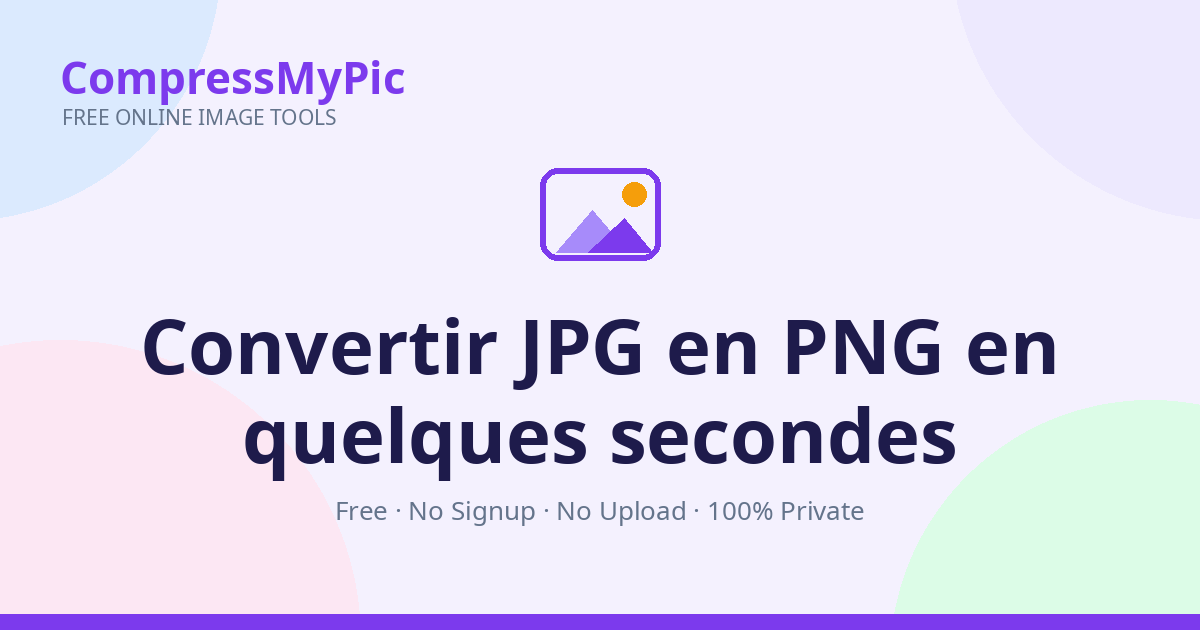 CompressMyPic
FREE ONLINE IMAGE TOOLS
Convertir JPG en PNG en
quelques secondes
Free · No Signup · No Upload · 100% Private